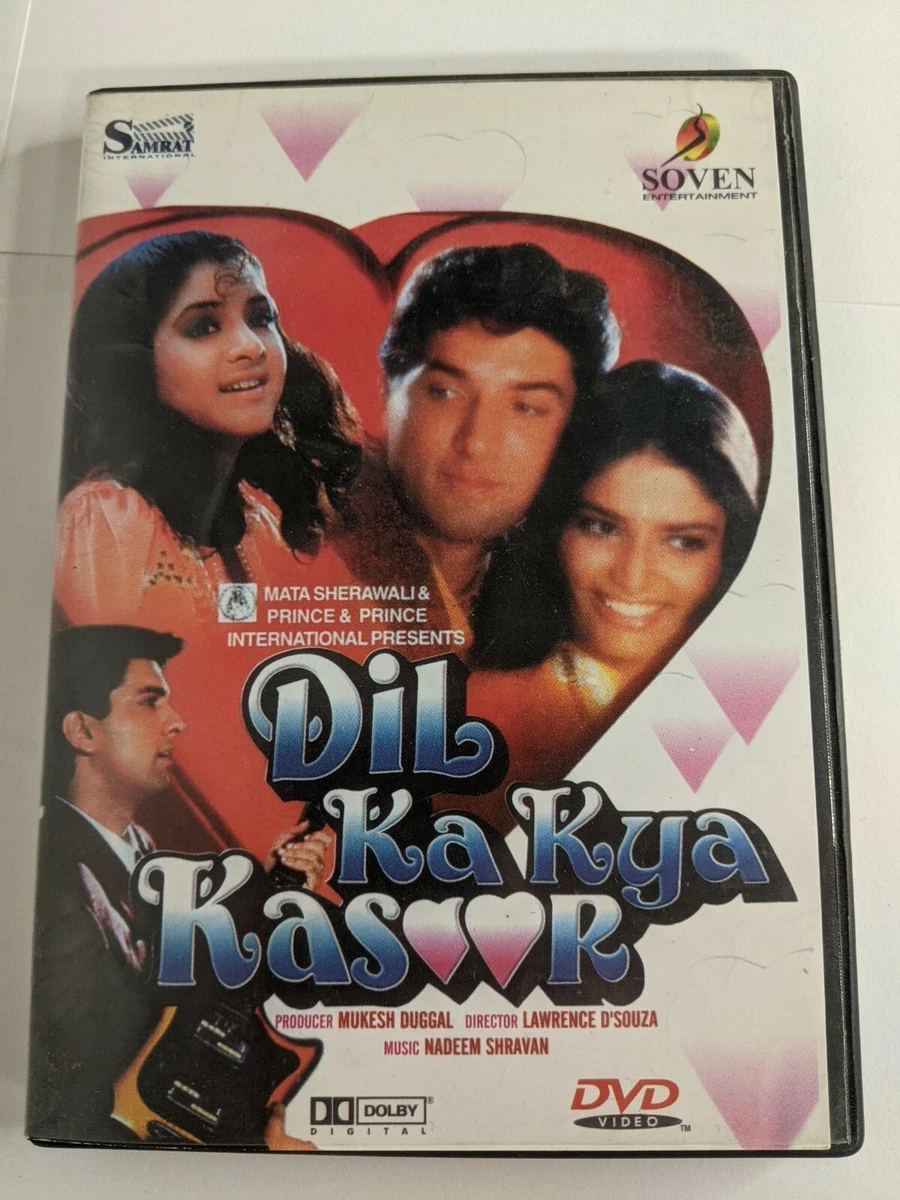 SAMRAT
INTERNATIONAL
SOVEN
ENTERTAINMENT
MATA SHERAWALI &
PRINCE & PRINCE
INTERNATIONAL PRESENTS
Dil
Ka Kya
Kasoor
PRODUCER MUKESH DUGGAL DIRECTOR LAWRENCE D'SOUZA
MUSIC NADEEM SHRAVAN
DOLBY®
DIGITAL
DVD
VIDEO TM